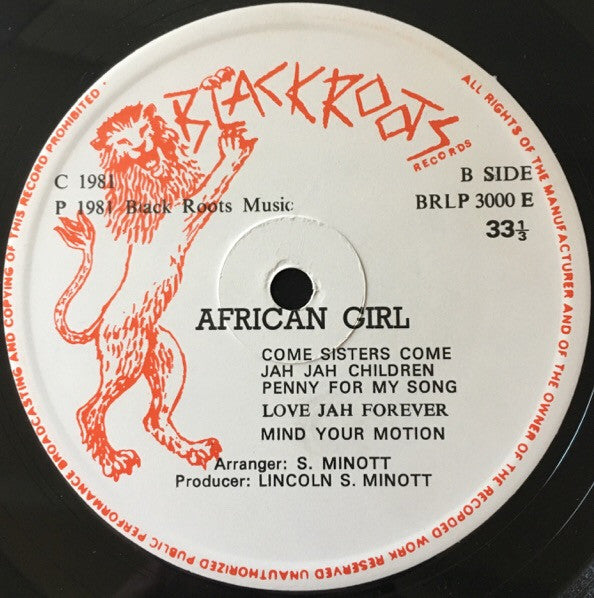 BLACKROOTS
RECORDS
C 1981
P 1981 Black Roots Music
B SIDE
BRLP 3000 E
33⅓
AFRICAN GIRL
COME SISTERS COME
JAH JAH CHILDREN
PENNY FOR MY SONG
LOVE JAH FOREVER
MIND YOUR MOTION
Arranger: S. MINOTT
Producer: LINCOLN S. MINOTT
ALL RIGHTS OF THE MANUFACTURER AND OF THE OWNER OF THE RECORDED WORK RESERVED UNAUTHORIZED PUBLIC PERFORMANCE BROADCASTING AND COPYING OF THIS RECORD PROHIBITED.